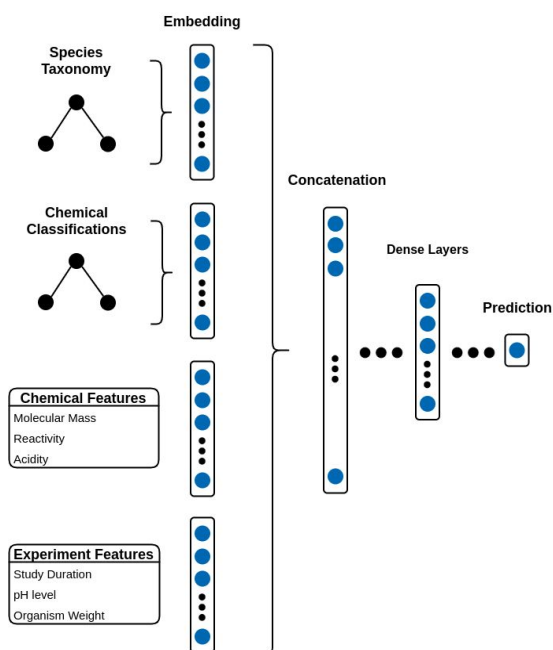 Embedding
Species
Taxonomy
Concatenation
Chemical
Classifications
Dense Layers
Prediction
Chemical Features
Molecular Mass
Reactivity
Acidity
Experiment Features
Study Duration
pH level
Organism Weight